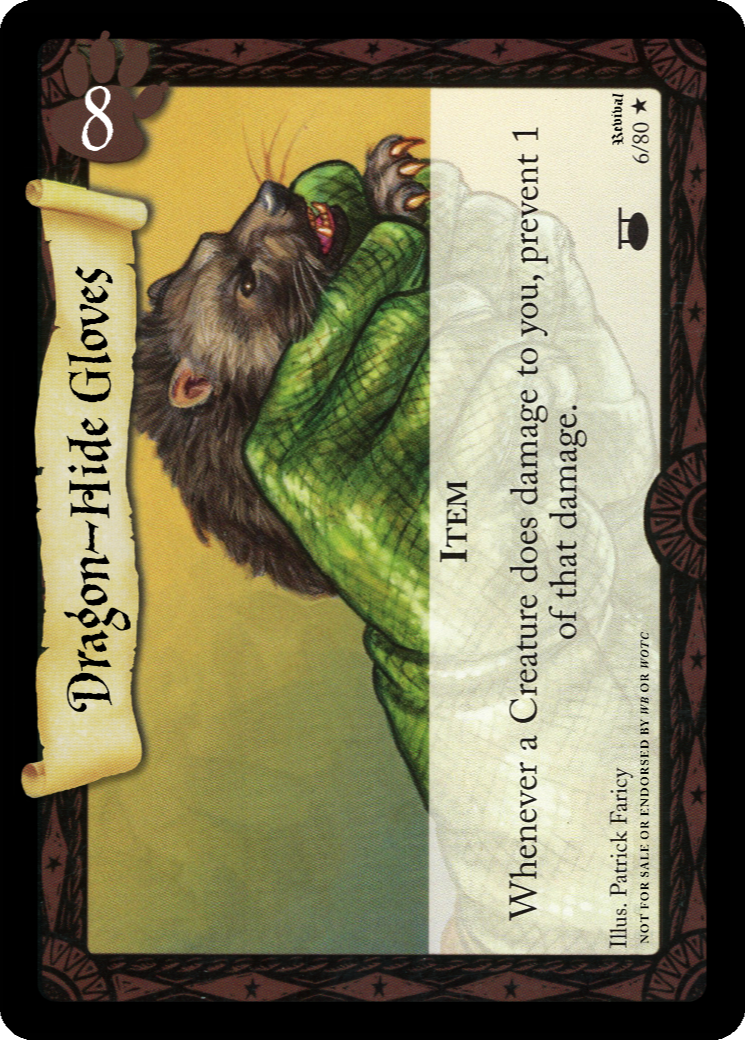 8
Dragon-Hide Gloves
ITEM
Whenever a Creature does damage to you, prevent 1
of that damage.
Illus. Patrick Faricy
NOT FOR SALE OR ENDORSED BY WB OR WOTC
Revival
6/80 ★